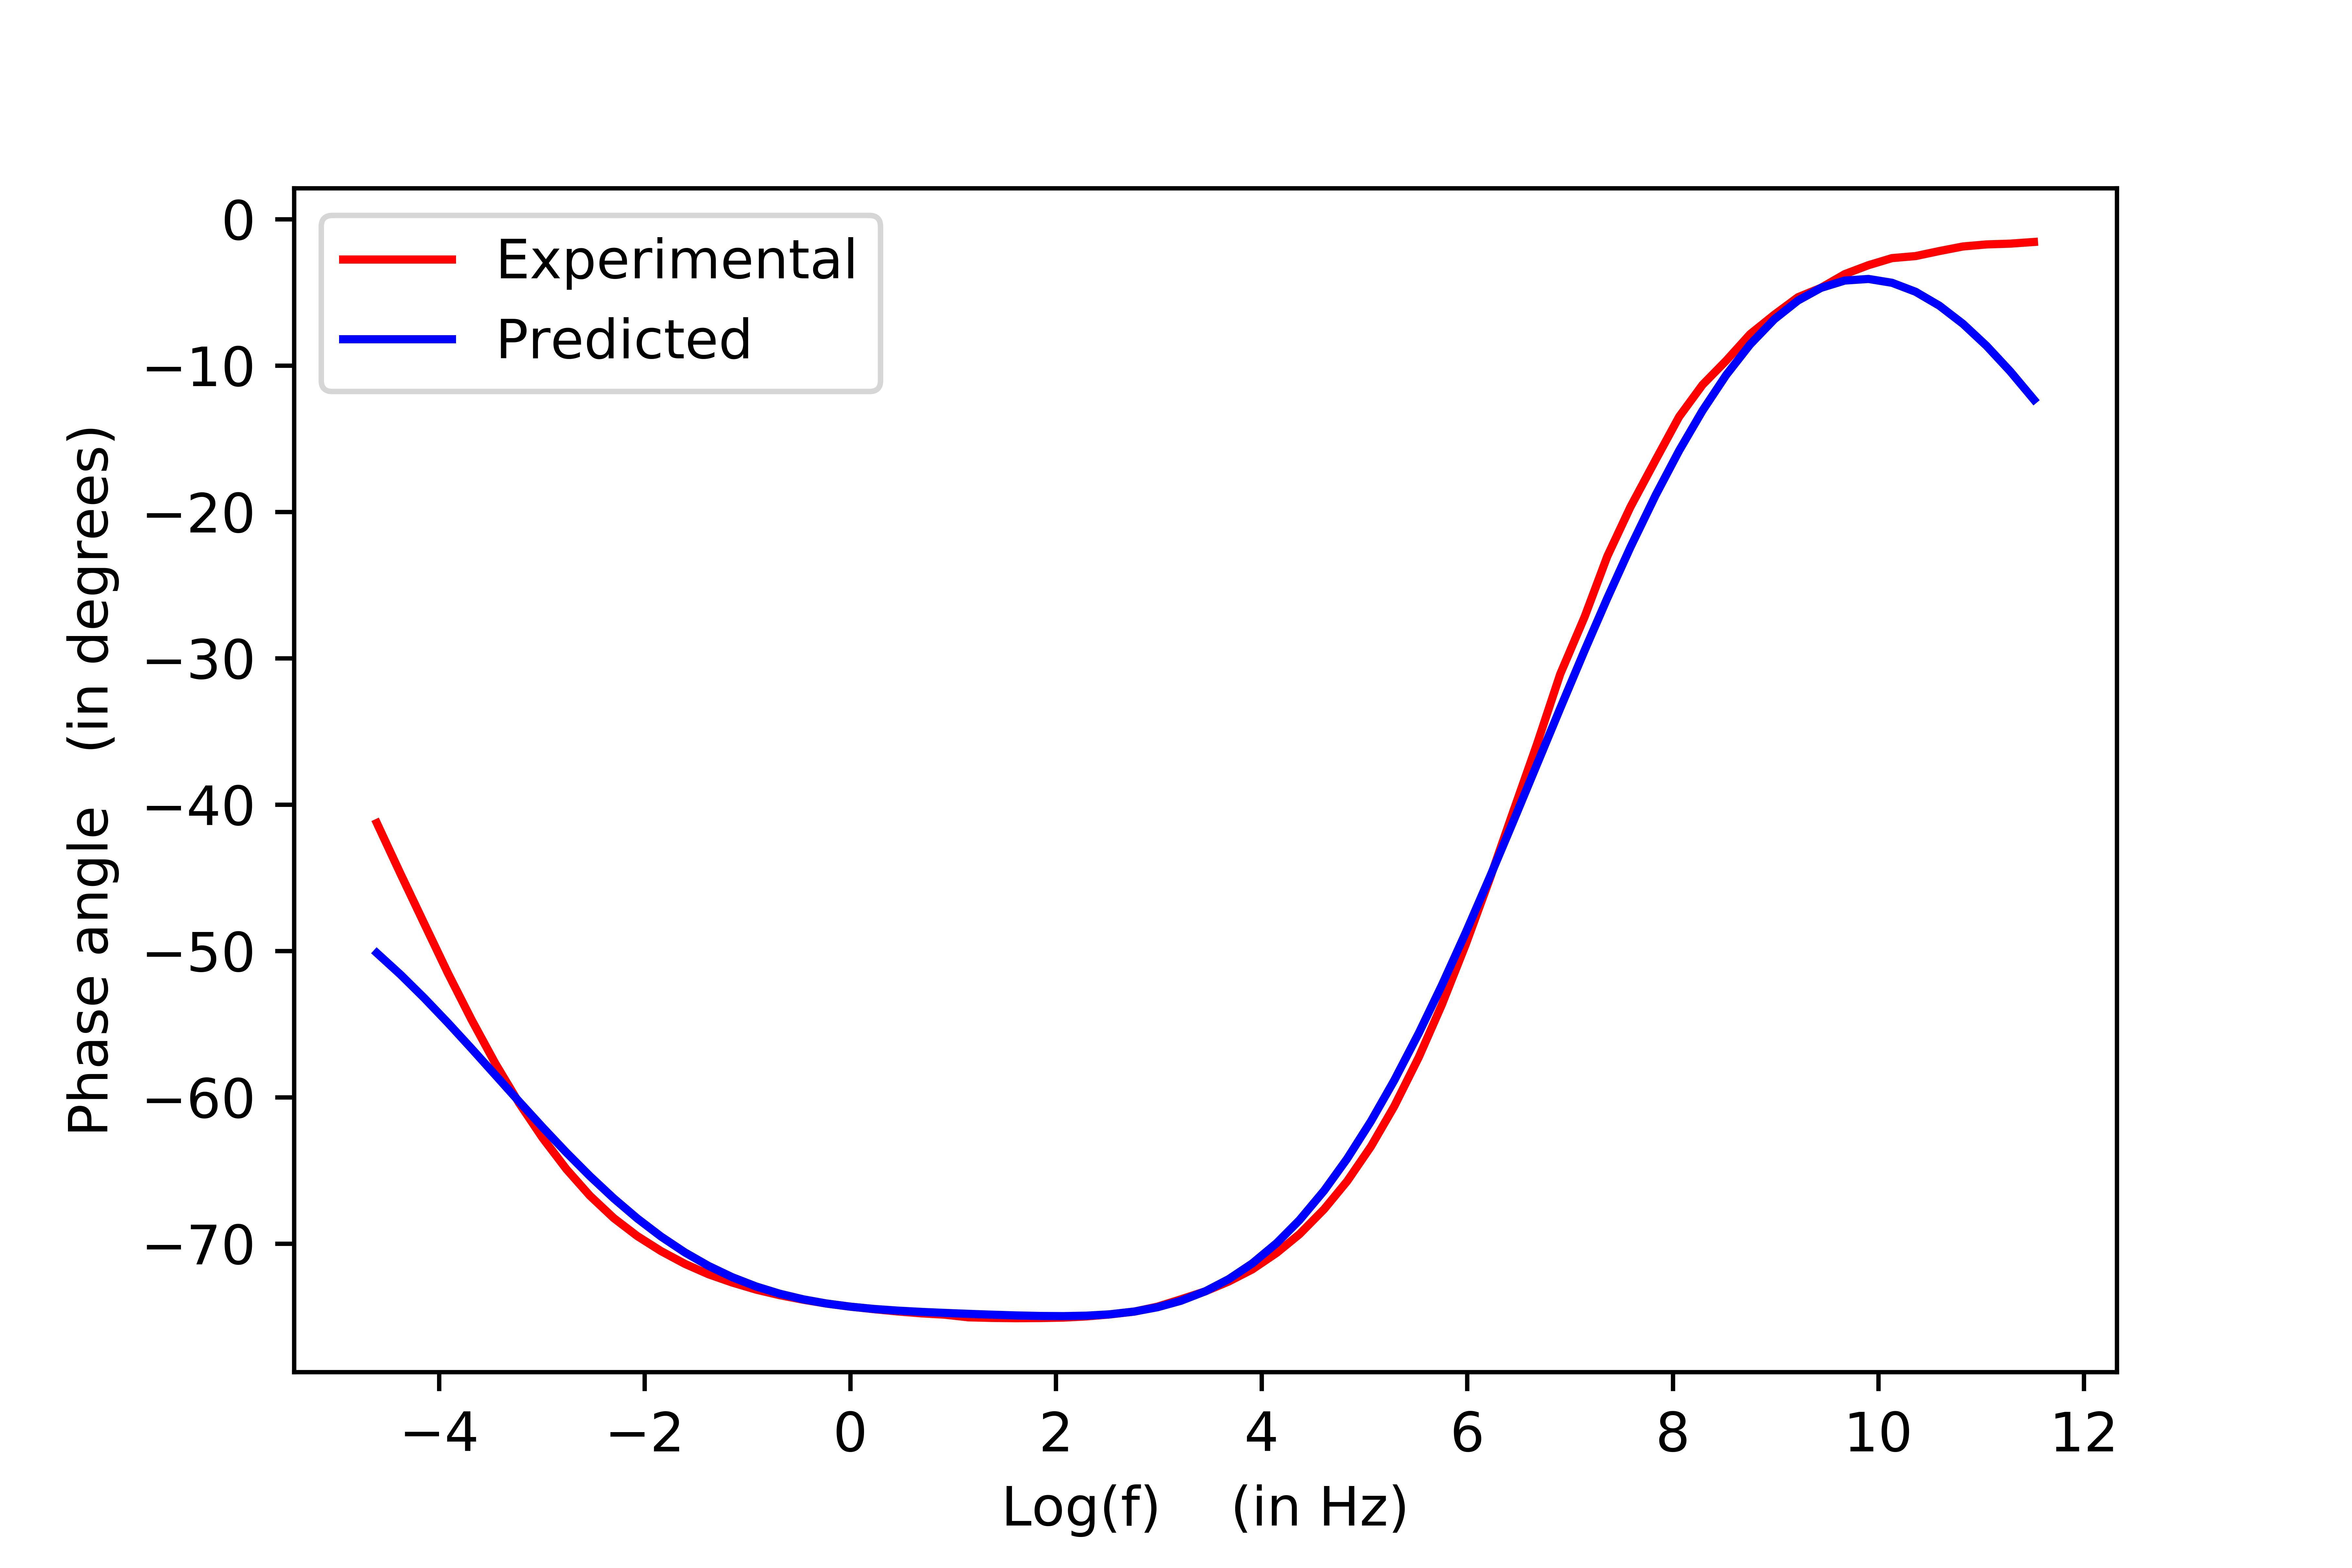 Experimental
Predicted
0
−10
−20
−30
−40
−50
−60
−70
Phase angle (in degrees)
−4 −2 0 2 4 6 8 10 12
Log(f) (in Hz)